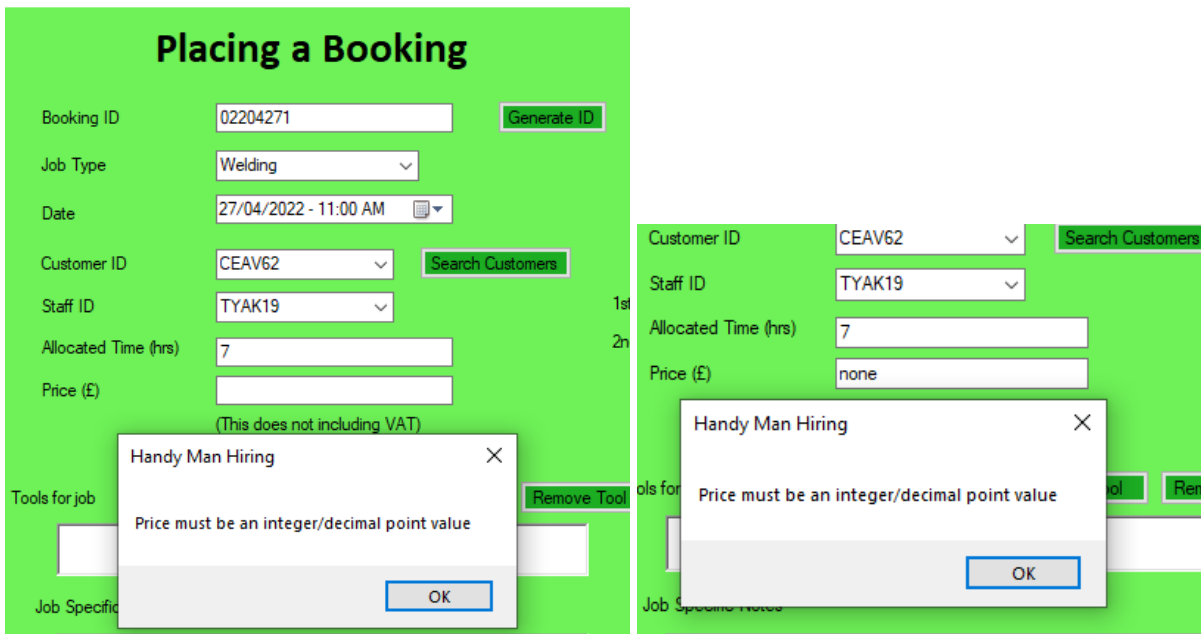 Placing a Booking
Booking ID 02204271 Generate ID
Job Type Welding
Date 27/04/2022 - 11:00 AM
Customer ID CEAV62 Search Customers
Staff ID TYAK19 1st
Allocated Time (hrs) 7 2n
Price (£)
(This does not including VAT)
Handy Man Hiring
Tools for job Remove Tool
Price must be an integer/decimal point value
OK
Job Specific
Customer ID CEAV62 Search Customers
Staff ID TYAK19
Allocated Time (hrs) 7
Price (£) none
Handy Man Hiring
ols for ool Rem
Price must be an integer/decimal point value
OK
Job Specific Notes